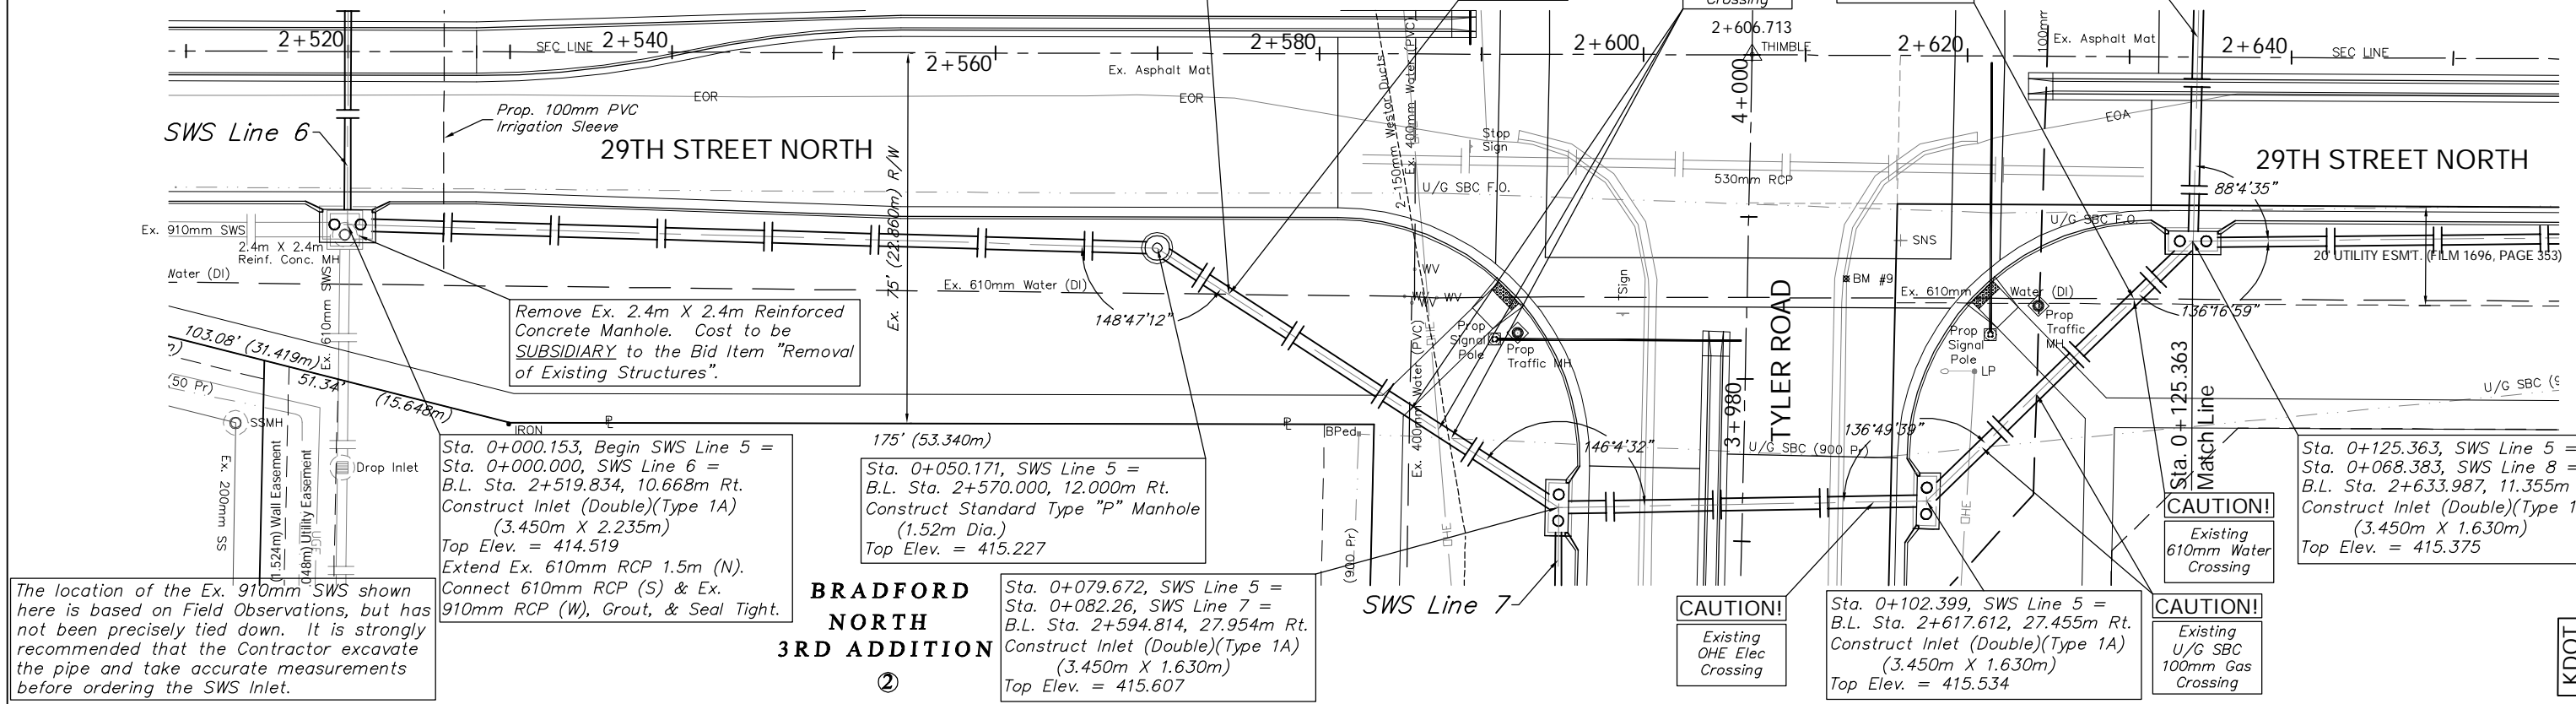 Crossing
2+606.713
2+520
SEC LINE
2+540
2+560
2+580
2+600
THIMBLE
2+620
100mm
Ex. Asphalt Mat
2+640
SEC LINE
Ex. Asphalt Mat
EOR
EOR
EOA
Prop. 100mm PVC
Irrigation Sleeve
SWS Line 6
29TH STREET NORTH
Ex. 75' (22.860m) R/W
2-150mm Westar Ducts
Ex. 400mm Water (PVC)
Stop
Sign
U/G SBC F.O.
530mm RCP
4+000
29TH STREET NORTH
88°4'35"
U/G SBC F.O.
20' UTILITY ESM'T. (FILM 1696, PAGE 353)
Ex. 910mm SWS
2.4m X 2.4m
Reinf. Conc. MH
Water (DI)
Ex. 610mm SWS
Ex. 610mm Water (DI)
148°47'12"
WV
WV
WV
TSign
BM #9
SNS
Ex. 610mm
Water (DI)
136°16'59"
Remove Ex. 2.4m X 2.4m Reinforced
Concrete Manhole. Cost to be
SUBSIDIARY to the Bid Item "Removal
of Existing Structures".
Prop
Signal
Pole
Prop
Traffic MH
OHE
Ex. 400mm Water (PVC)
TYLER ROAD
3+980
Prop
Signal
Pole
Prop
Traffic
MH
LP
U/G SBC (9
103.08' (31.419m)
51.34'
(15.648m)
(50 Pr)
IRON
SSMH
Drop Inlet
Ex. 200mm SS
(1.524m) Wall Easement
.048m) Utility Easement
UGE
175' (53.340m)
BPed
(900 Pr)
OHE
146°4'32"
U/G SBC (900 Pr)
136°49'39"
OHE
Sta. 0+125.363
Match Line
Sta. 0+000.153, Begin SWS Line 5 =
Sta. 0+000.000, SWS Line 6 =
B.L. Sta. 2+519.834, 10.668m Rt.
Construct Inlet (Double)(Type 1A)
(3.450m X 2.235m)
Top Elev. = 414.519
Extend Ex. 610mm RCP 1.5m (N).
Connect 610mm RCP (S) & Ex.
910mm RCP (W), Grout, & Seal Tight.
Sta. 0+050.171, SWS Line 5 =
B.L. Sta. 2+570.000, 12.000m Rt.
Construct Standard Type "P" Manhole
(1.52m Dia.)
Top Elev. = 415.227
Sta. 0+125.363, SWS Line 5 =
Sta. 0+068.383, SWS Line 8 =
B.L. Sta. 2+633.987, 11.355m
Construct Inlet (Double)(Type 1
(3.450m X 1.630m)
Top Elev. = 415.375
CAUTION!
Existing
610mm Water
Crossing
The location of the Ex. 910mm SWS shown
here is based on Field Observations, but has
not been precisely tied down. It is strongly
recommended that the Contractor excavate
the pipe and take accurate measurements
before ordering the SWS Inlet.
BRADFORD
NORTH
3RD ADDITION
②
Sta. 0+079.672, SWS Line 5 =
Sta. 0+082.26, SWS Line 7 =
B.L. Sta. 2+594.814, 27.954m Rt.
Construct Inlet (Double)(Type 1A)
(3.450m X 1.630m)
Top Elev. = 415.607
SWS Line 7
CAUTION!
Existing
OHE Elec
Crossing
Sta. 0+102.399, SWS Line 5 =
B.L. Sta. 2+617.612, 27.455m Rt.
Construct Inlet (Double)(Type 1A)
(3.450m X 1.630m)
Top Elev. = 415.534
CAUTION!
Existing
U/G SBC
100mm Gas
Crossing
KDOT